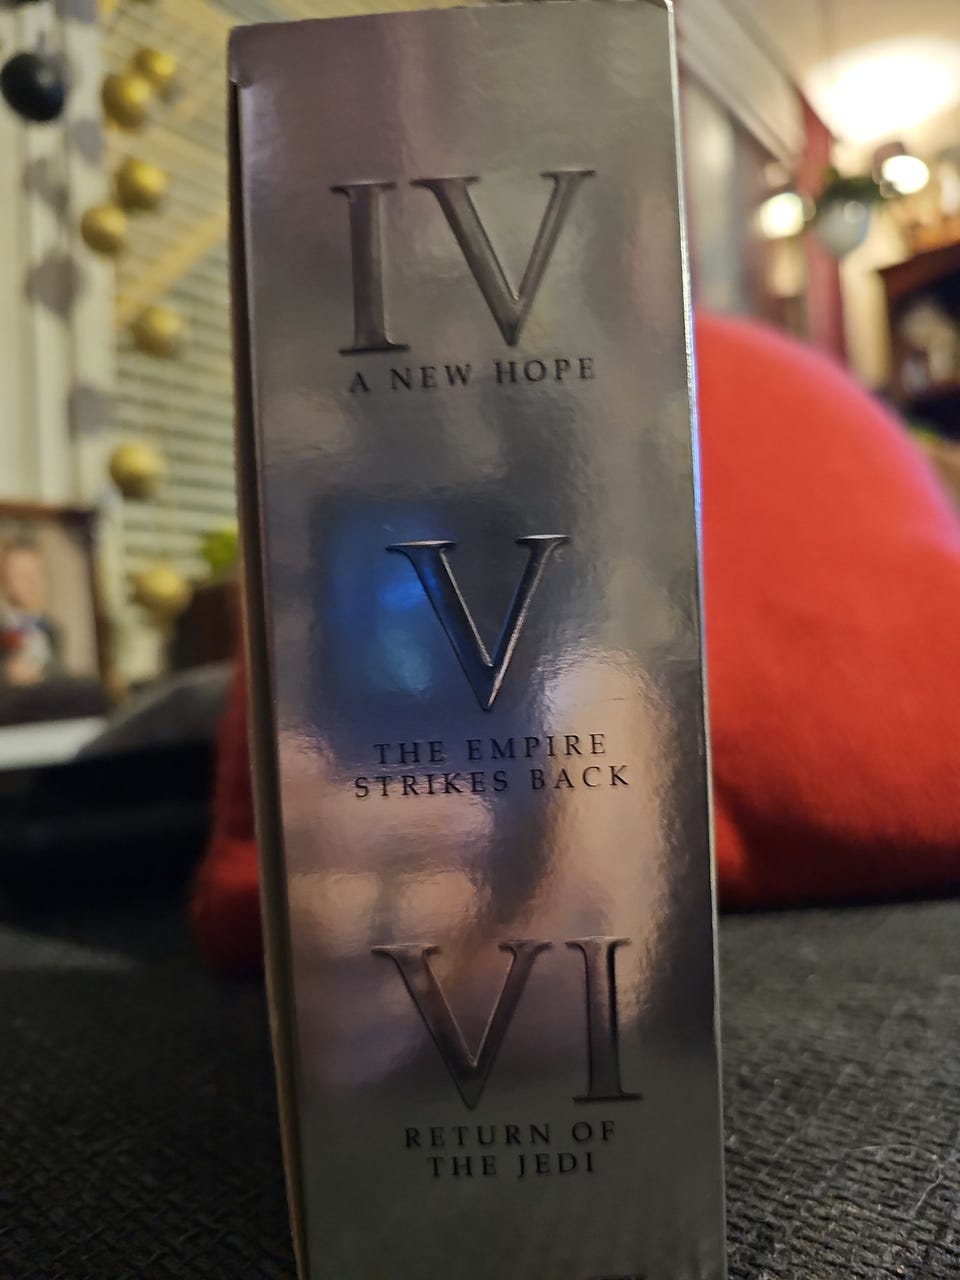 IV
A NEW HOPE
V
THE EMPIRE
STRIKES BACK
VI
RETURN OF
THE JEDI